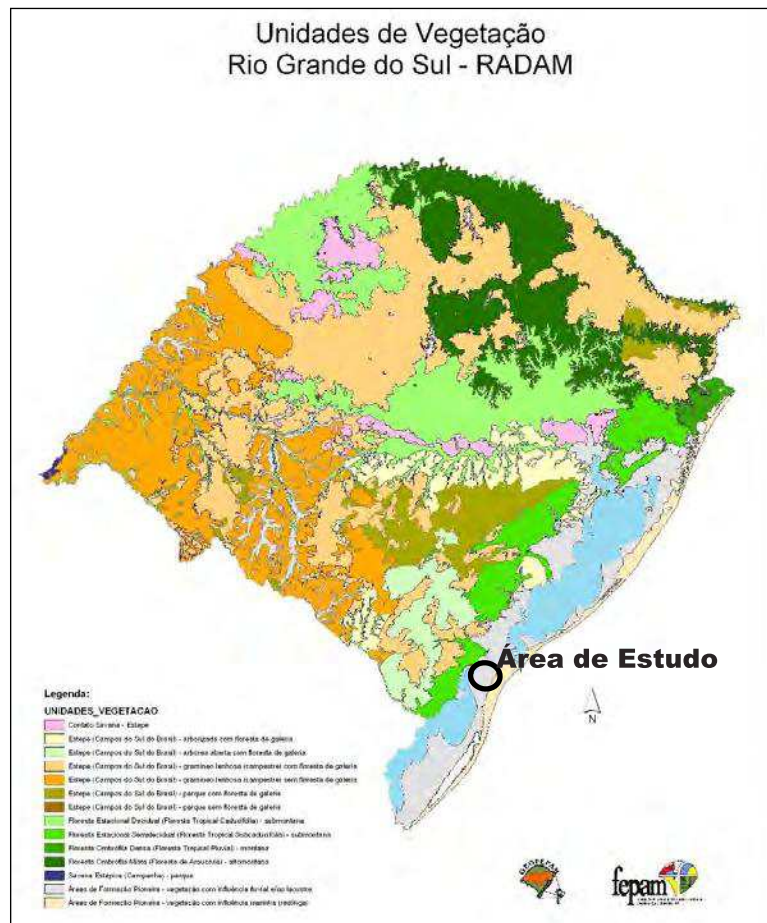 Unidades de Vegetação
Rio Grande do Sul - RADAM
Área de Estudo
N
Legenda:
UNIDADES_VEGETACAO
Contato Savana - Estepe
Estepe (Campos do Sul do Brasil) - arborizada com floresta de galeria
Estepe (Campos do Sul do Brasil) - arbórea aberta com floresta de galeria
Estepe (Campos do Sul do Brasil) - gramíneo lenhosa (campestre) com floresta de galeria
Estepe (Campos do Sul do Brasil) - gramíneo lenhosa (campestre) sem floresta de galeria
Estepe (Campos do Sul do Brasil) - parque com floresta de galeria
Estepe (Campos do Sul do Brasil) - parque sem floresta de galeria
Floresta Estacional Decidual (Floresta Tropical Caducifólia) - submontana
Floresta Estacional Semidecidual (Floresta Tropical Subcaducifólia) - submontana
Floresta Ombrófila Densa (Floresta Tropical Pluvial) - montana
Floresta Ombrófila Mista (Floresta de Araucária) - altomontana
Savana Estépica (Campanha) - parque
Áreas de Formação Pioneira - vegetação com influência fluvial e/ou lacustre
Áreas de Formação Pioneira - vegetação com influência marinha (restinga)
fepam